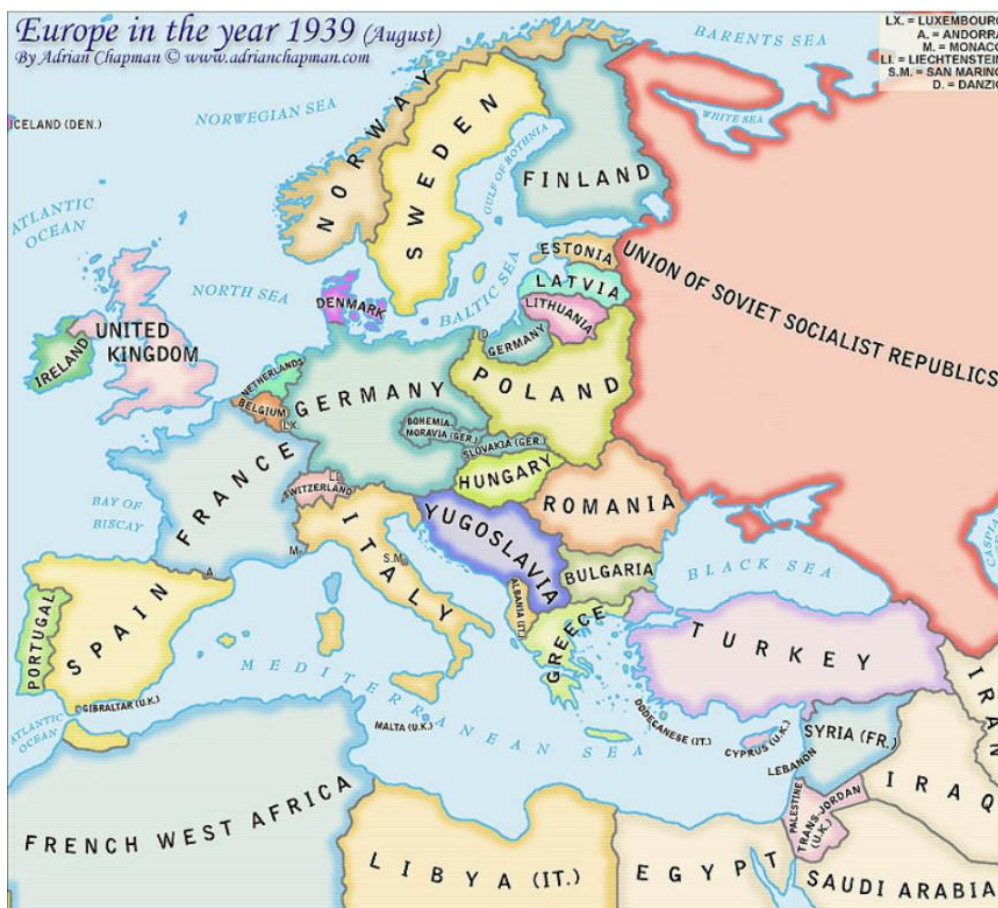 Europe in the year 1939 (August)
By Adrian Chapman © www.adrianchapman.com
LX. = LUXEMBOURG
A. = ANDORRA
M. = MONACO
LI. = LIECHTENSTEIN
S.M. = SAN MARINO
D. = DANZIG
BARENTS SEA
NORWEGIAN SEA
WHITE SEA
ICELAND (DEN.)
NORWAY
SWEDEN
GULF OF BOTHNIA
FINLAND
ATLANTIC
OCEAN
ESTONIA
UNION OF SOVIET SOCIALIST REPUBLICS
LATVIA
NORTH SEA
DENMARK
BALTIC SEA
LITHUANIA
UNITED
KINGDOM
IRELAND
D.
GERMANY
NETHERLANDS
GERMANY
POLAND
BELGIUM
LX.
BOHEMIA-
MORAVIA (GER.)
SLOVAKIA (GER.)
FRANCE
HUNGARY
LI.
SWITZERLAND
BAY OF
BISCAY
ROMANIA
YUGOSLAVIA
ITALY
M.
S.M.
BULGARIA
BLACK SEA
CASPIAN
A.
ALBANIA (IT.)
PORTUGAL
SPAIN
GREECE
TURKEY
MEDITERRANEAN SEA
GIBRALTAR (U.K.)
ATLANTIC
OCEAN
MALTA (U.K.)
DODECANESE (IT.)
CYPRUS (U.K.)
SYRIA (FR.)
LEBANON
IRAN
IRAQ
PALESTINE
TRANS-JORDAN
(U.K.)
FRENCH WEST AFRICA
LIBYA (IT.)
EGYPT
SAUDI ARABIA